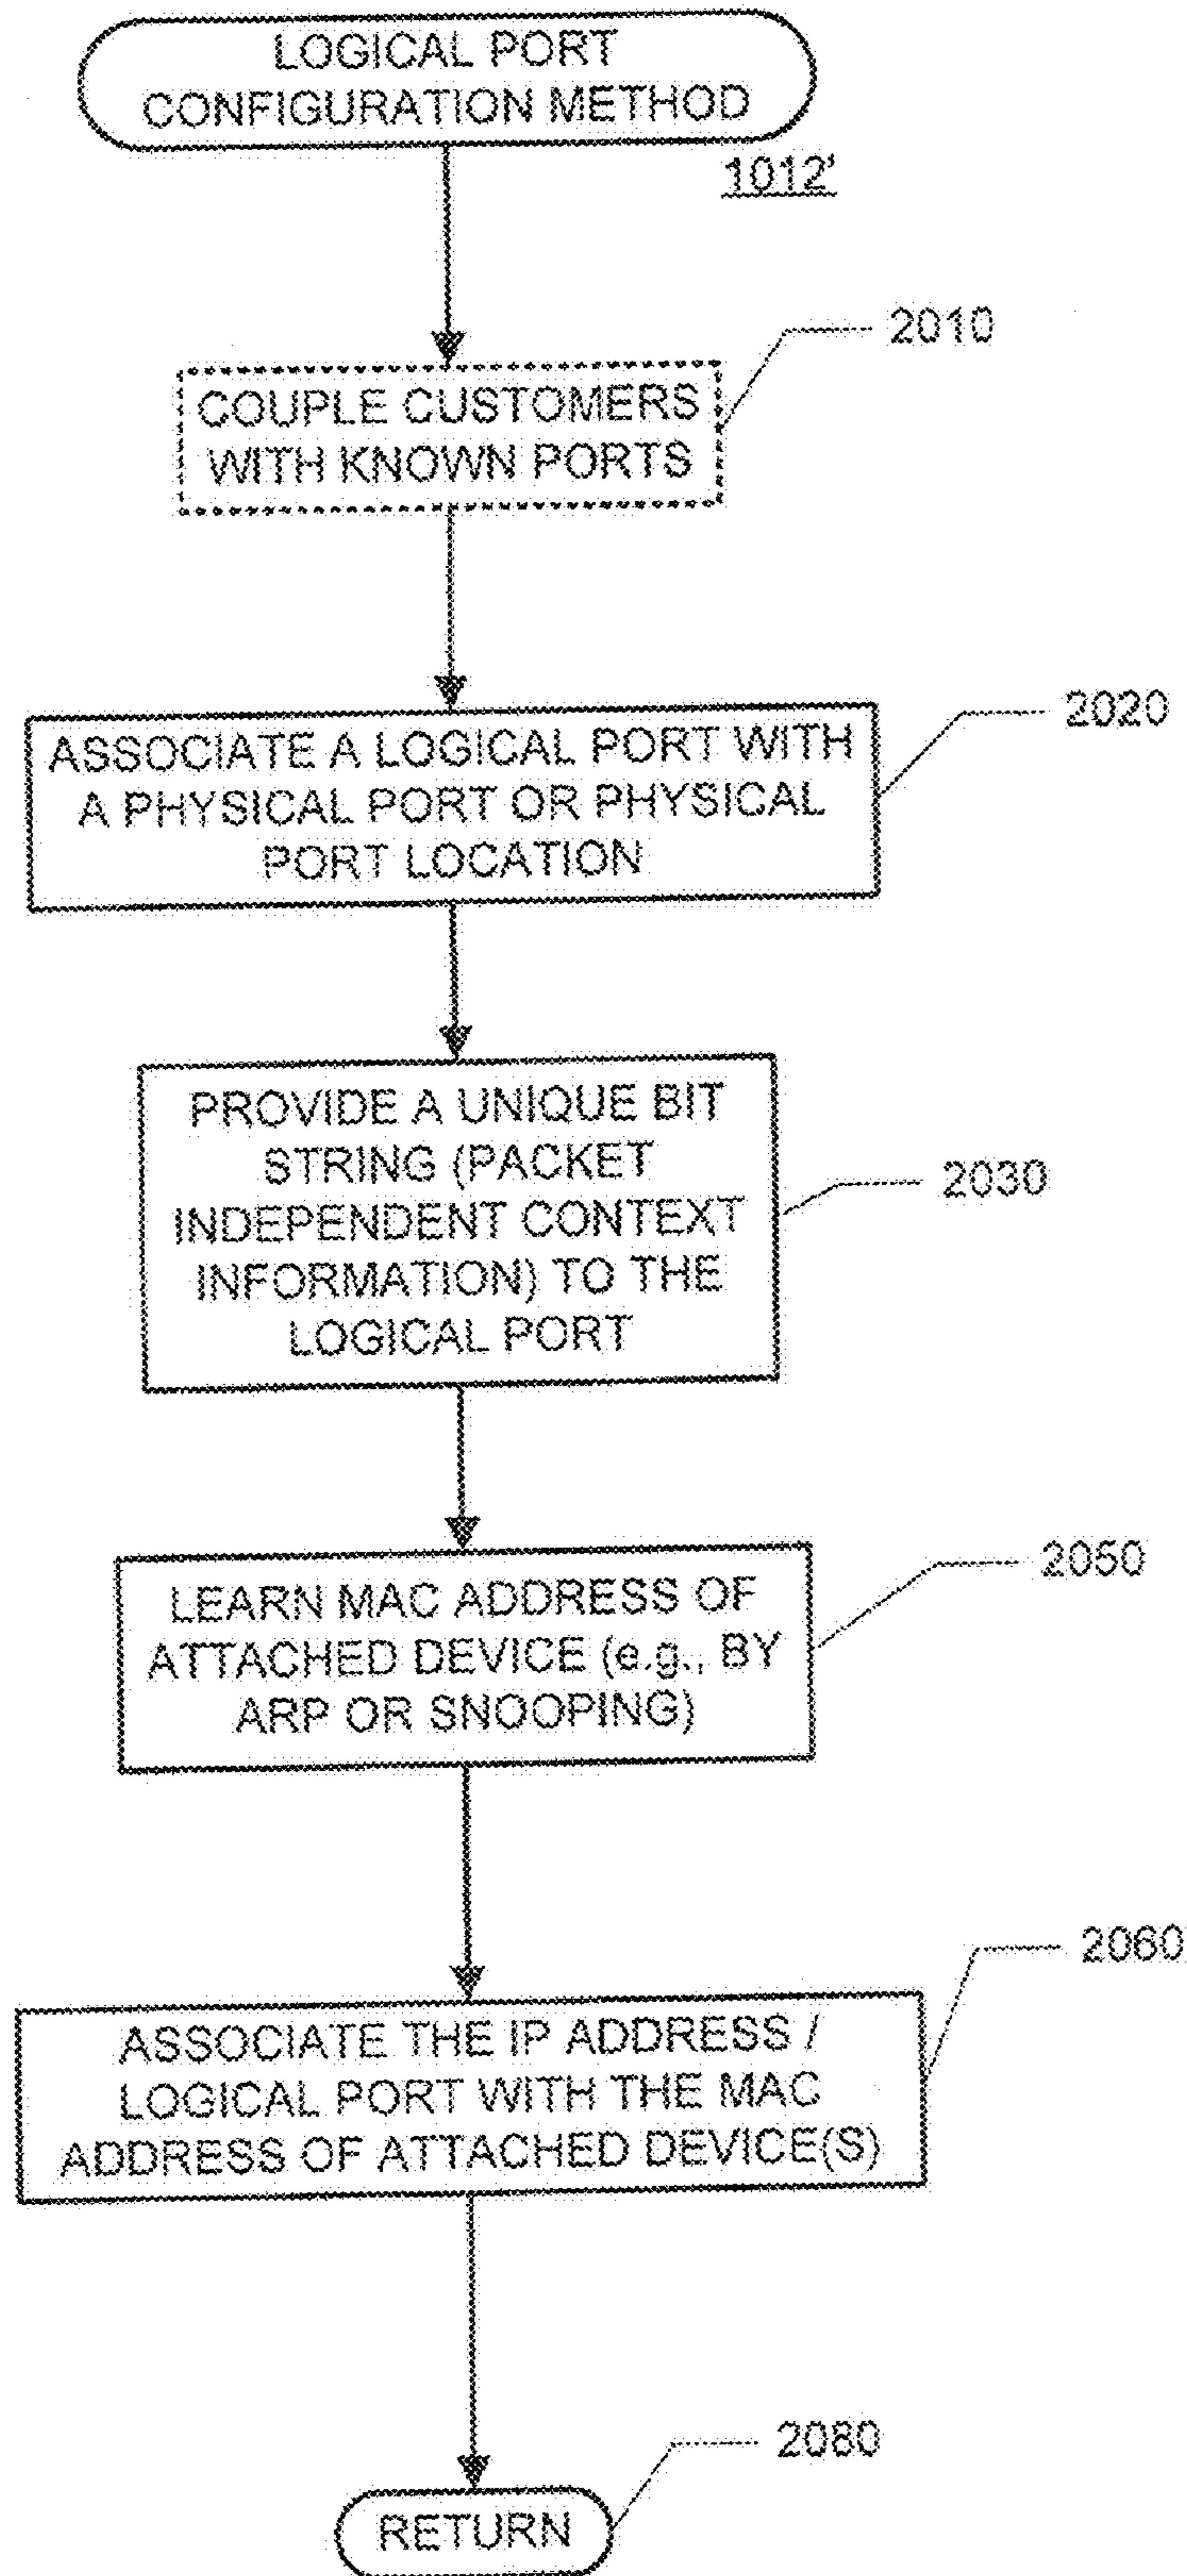 LOGICAL PORT
CONFIGURATION METHOD
1012'
2010
COUPLE CUSTOMERS
WITH KNOWN PORTS
2020
ASSOCIATE A LOGICAL PORT WITH
A PHYSICAL PORT OR PHYSICAL
PORT LOCATION
PROVIDE A UNIQUE BIT
STRING (PACKET
2030
INDEPENDENT CONTEXT
INFORMATION) TO THE
LOGICAL PORT
2050
LEARN MAC ADDRESS OF
ATTACHED DEVICE (e.g., BY
ARP OR SNOOPING)
2060
ASSOCIATE THE IP ADDRESS /
LOGICAL PORT WITH THE MAC
ADDRESS OF ATTACHED DEVICE(S)
2080
RETURN